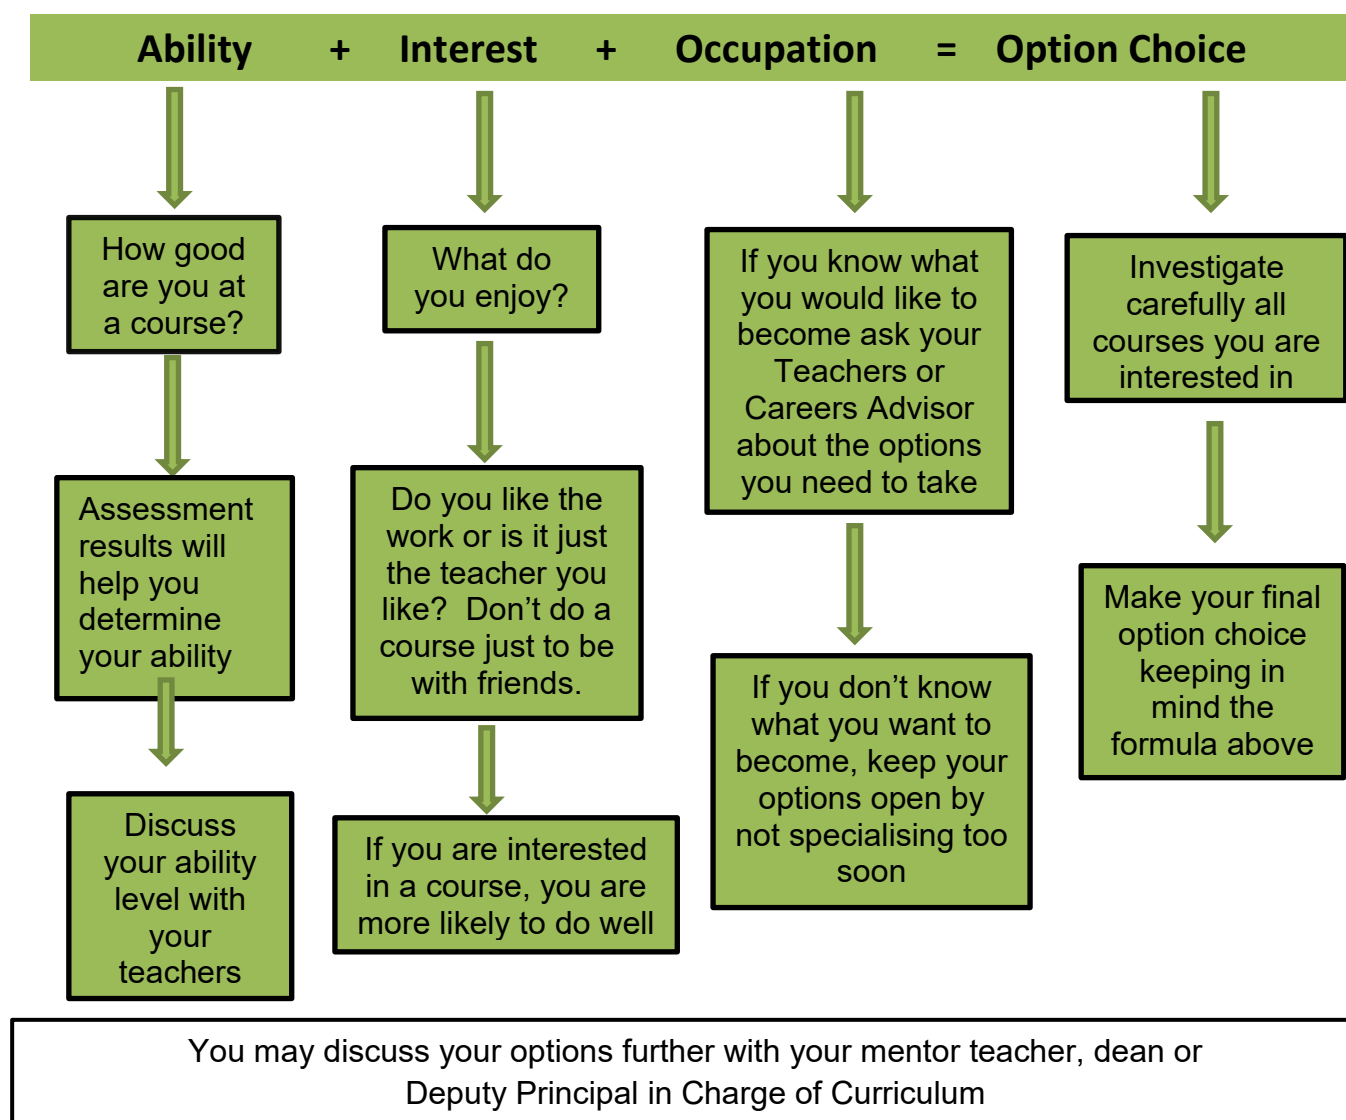 Ability + Interest + Occupation = Option Choice
How good
are you at
a course?
Assessment
results will
help you
determine
your ability
Discuss
your ability
level with
your
teachers
What do
you enjoy?
Do you like the
work or is it just
the teacher you
like?  Don’t do a
course just to be
with friends.
If you are interested
in a course, you are
more likely to do well
If you know what
you would like to
become ask your
Teachers or
Careers Advisor
about the options
you need to take
If you don’t know
what you want to
become, keep your
options open by
not specialising too
soon
Investigate
carefully all
courses you are
interested in
Make your final
option choice
keeping in
mind the
formula above
You may discuss your options further with your mentor teacher, dean or
Deputy Principal in Charge of Curriculum